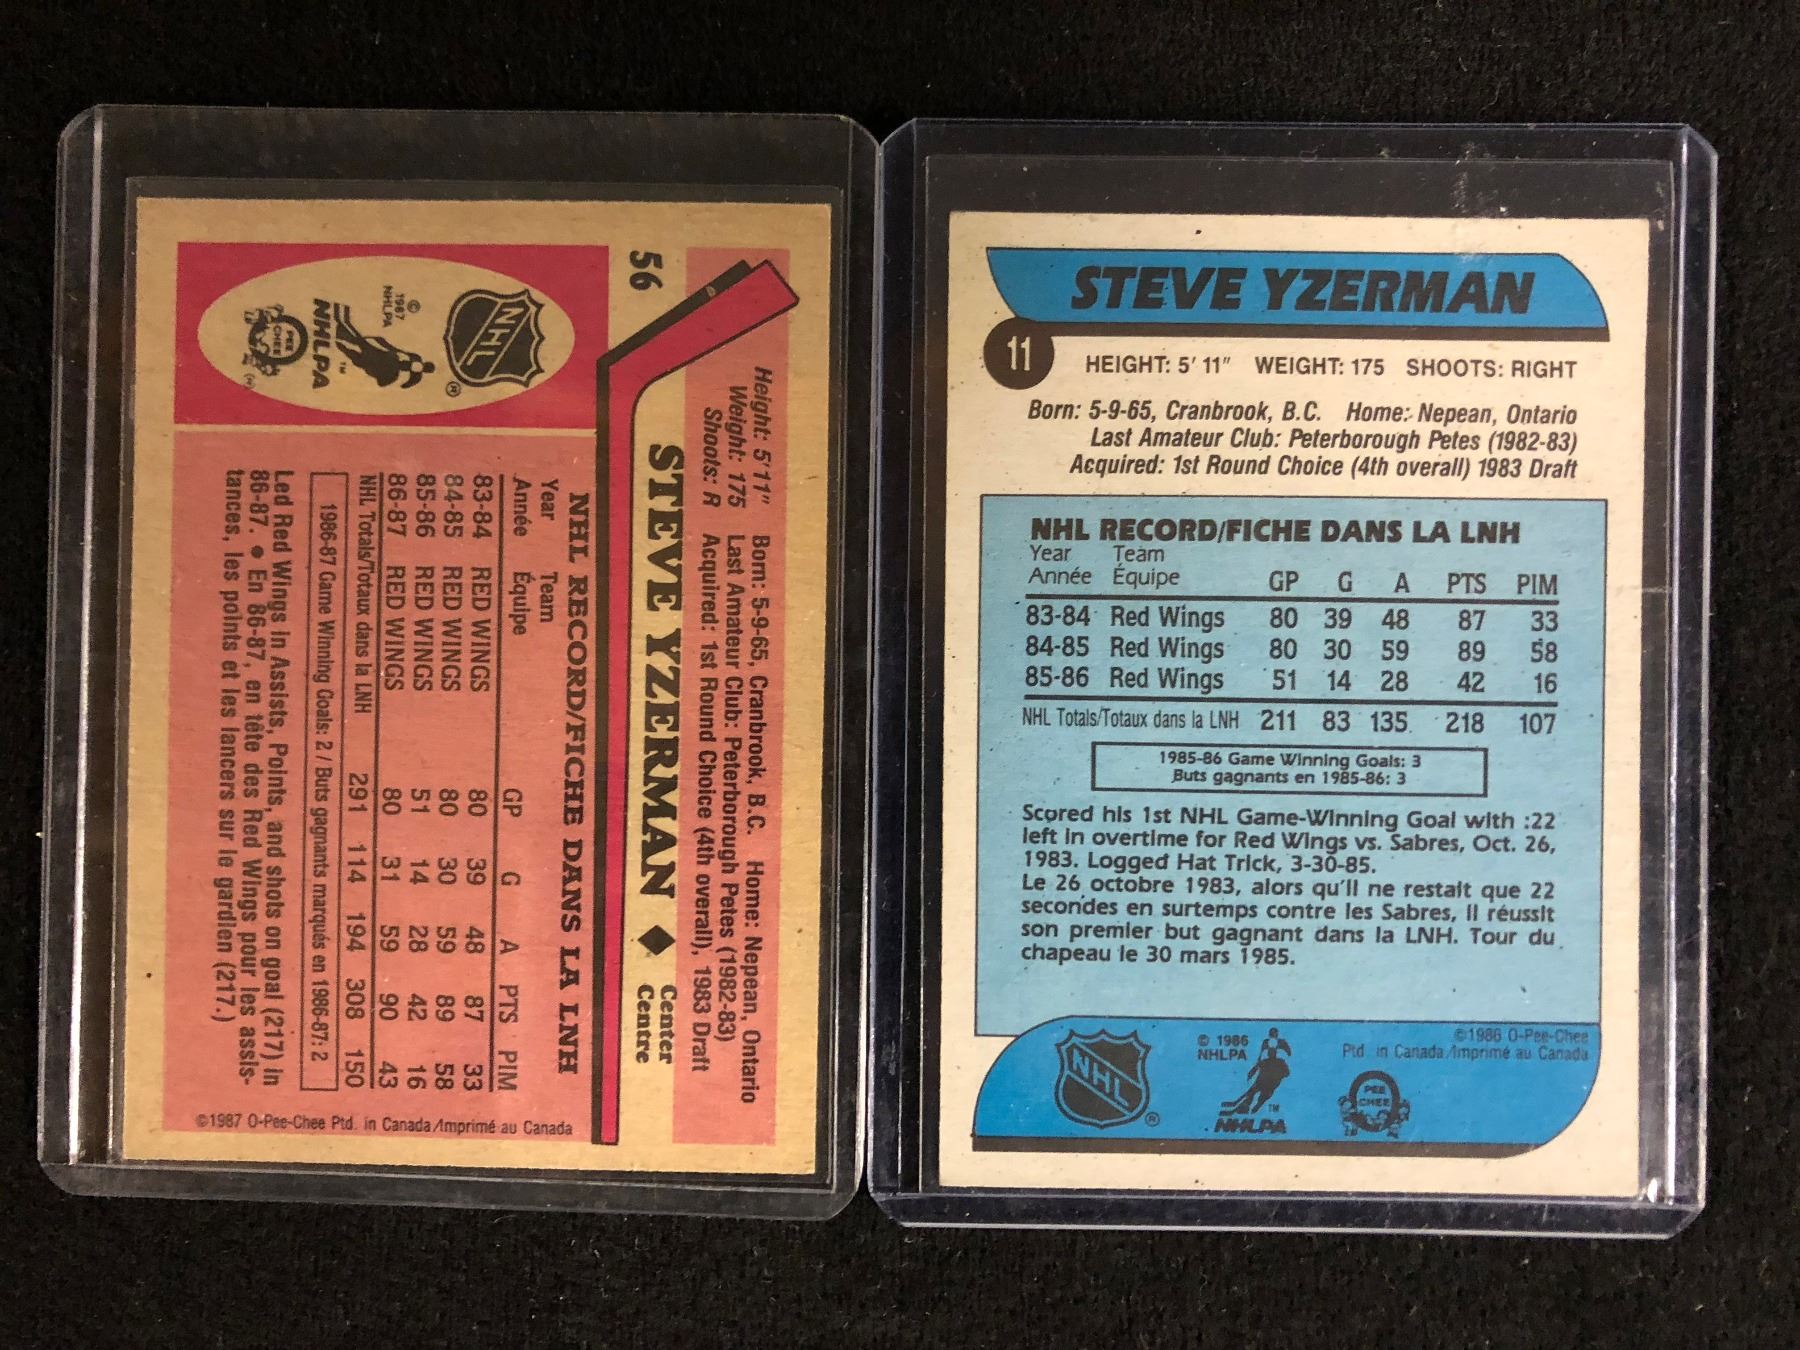 56
STEVE YZERMAN ◆ Center
Centre
Height: 5'11" Born: 5-9-65, Cranbrook, B.C. Home: Nepean, Ontario
Weight: 175 Last Amateur Club: Peterborough Petes (1982-83)
Shoots: R Acquired: 1st Round Choice (4th overall), 1983 Draft
NHL
®
© 1987
NHLPA
™
NHLPA
O PEE CHEE
®
NHL RECORD/FICHE DANS LA LNH
Year Team
Année Équipe GP G A PTS PIM
83-84 RED WINGS 80 39 48 87 33
84-85 RED WINGS 80 30 59 89 58
85-86 RED WINGS 51 14 28 42 16
86-87 RED WINGS 80 31 59 90 43
NHL Totals/Totaux dans la LNH 291 114 194 308 150
1986-87 Game Winning Goals: 2 / Buts gagnants marqués en 1986-87: 2
Led Red Wings in Assists, Points, and shots on goal (217) in
86-87. ● En 86-87, en tête des Red Wings pour les assis-
tances, les points et les lancers sur le gardien (217.)
©1987 O-Pee-Chee Ptd. in Canada/Imprimé au Canada
STEVE YZERMAN
11
HEIGHT: 5' 11" WEIGHT: 175 SHOOTS: RIGHT
Born: 5-9-65, Cranbrook, B.C. Home: Nepean, Ontario
Last Amateur Club: Peterborough Petes (1982-83)
Acquired: 1st Round Choice (4th overall) 1983 Draft
NHL RECORD/FICHE DANS LA LNH
Year Team
Année Équipe GP G A PTS PIM
83-84 Red Wings 80 39 48 87 33
84-85 Red Wings 80 30 59 89 58
85-86 Red Wings 51 14 28 42 16
NHL Totals/Totaux dans la LNH 211 83 135 218 107
1985-86 Game Winning Goals: 3
Buts gagnants en 1985-86: 3
Scored his 1st NHL Game-Winning Goal with :22
left in overtime for Red Wings vs. Sabres, Oct. 26,
1983. Logged Hat Trick, 3-30-85.
Le 26 octobre 1983, alors qu'il ne restait que 22
secondes en surtemps contre les Sabres, il réussit
son premier but gagnant dans la LNH. Tour du
chapeau le 30 mars 1985.
©1986 O-Pee-Chee
Ptd. in Canada/Imprimé au Canada
NHL
®
© 1986
NHLPA
™
NHLPA
O PEE CHEE